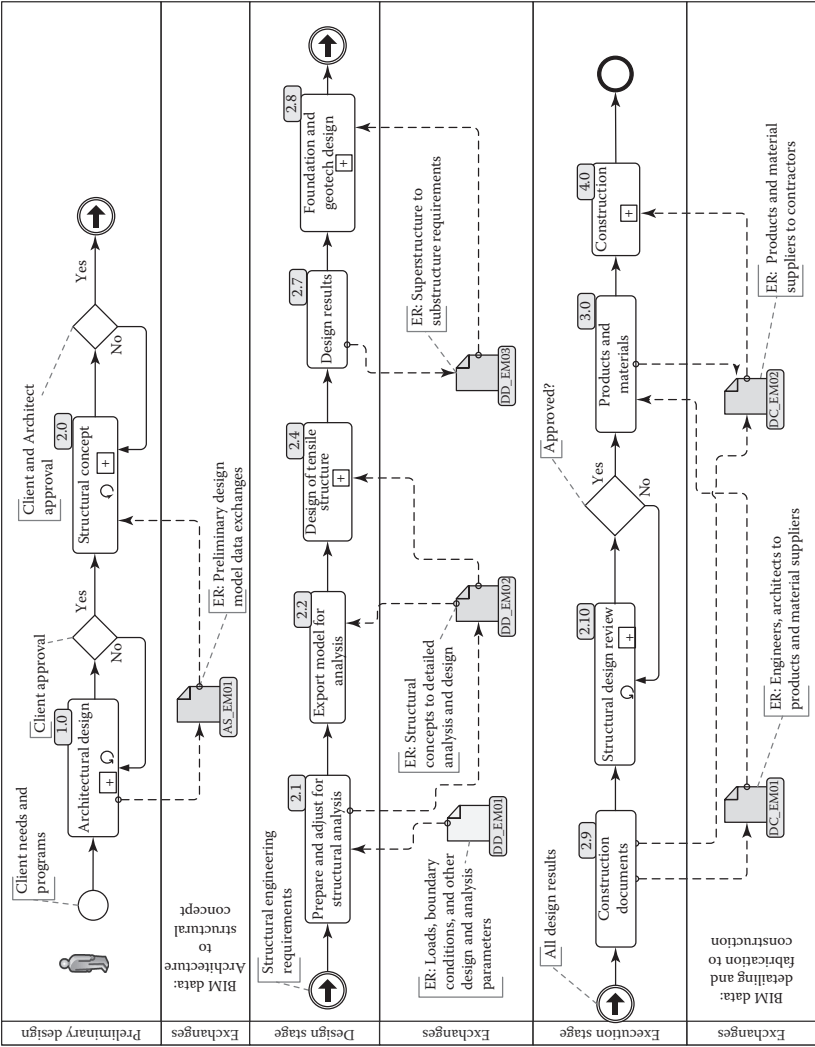 Preliminary design
Client needs and
programs
1.0
Architectural design
+
Client approval
Yes
No
2.0
Structural concept
+
Client and Architect
approval
Yes
No
Exchanges
BIM data:
Architecture
to
structural
concept
AS_EM01
ER: Preliminary design
model data exchanges
Design stage
Structural engineering
requirements
2.1
Prepare and adjust for
structural analysis
2.2
Export model for
analysis
2.4
Design of tensile
structure
+
2.7
Design results
2.8
Foundation and
geotech design
+
Exchanges
ER: Loads, boundary
conditions, and other
design and analysis
parameters
DD_EM01
ER: Structural
concepts to detailed
analysis and design
DD_EM02
ER: Superstructure to
substructure requirements
DD_EM03
Execution stage
All design results
2.9
Construction
documents
2.10
Structural design review
+
Approved?
Yes
No
3.0
Products and
materials
4.0
Construction
+
Exchanges
BIM data:
detailing and
fabrication to
construction
DC_EM01
ER: Engineers, architects to
products and material suppliers
DC_EM02
ER: Products and material
suppliers to contractors